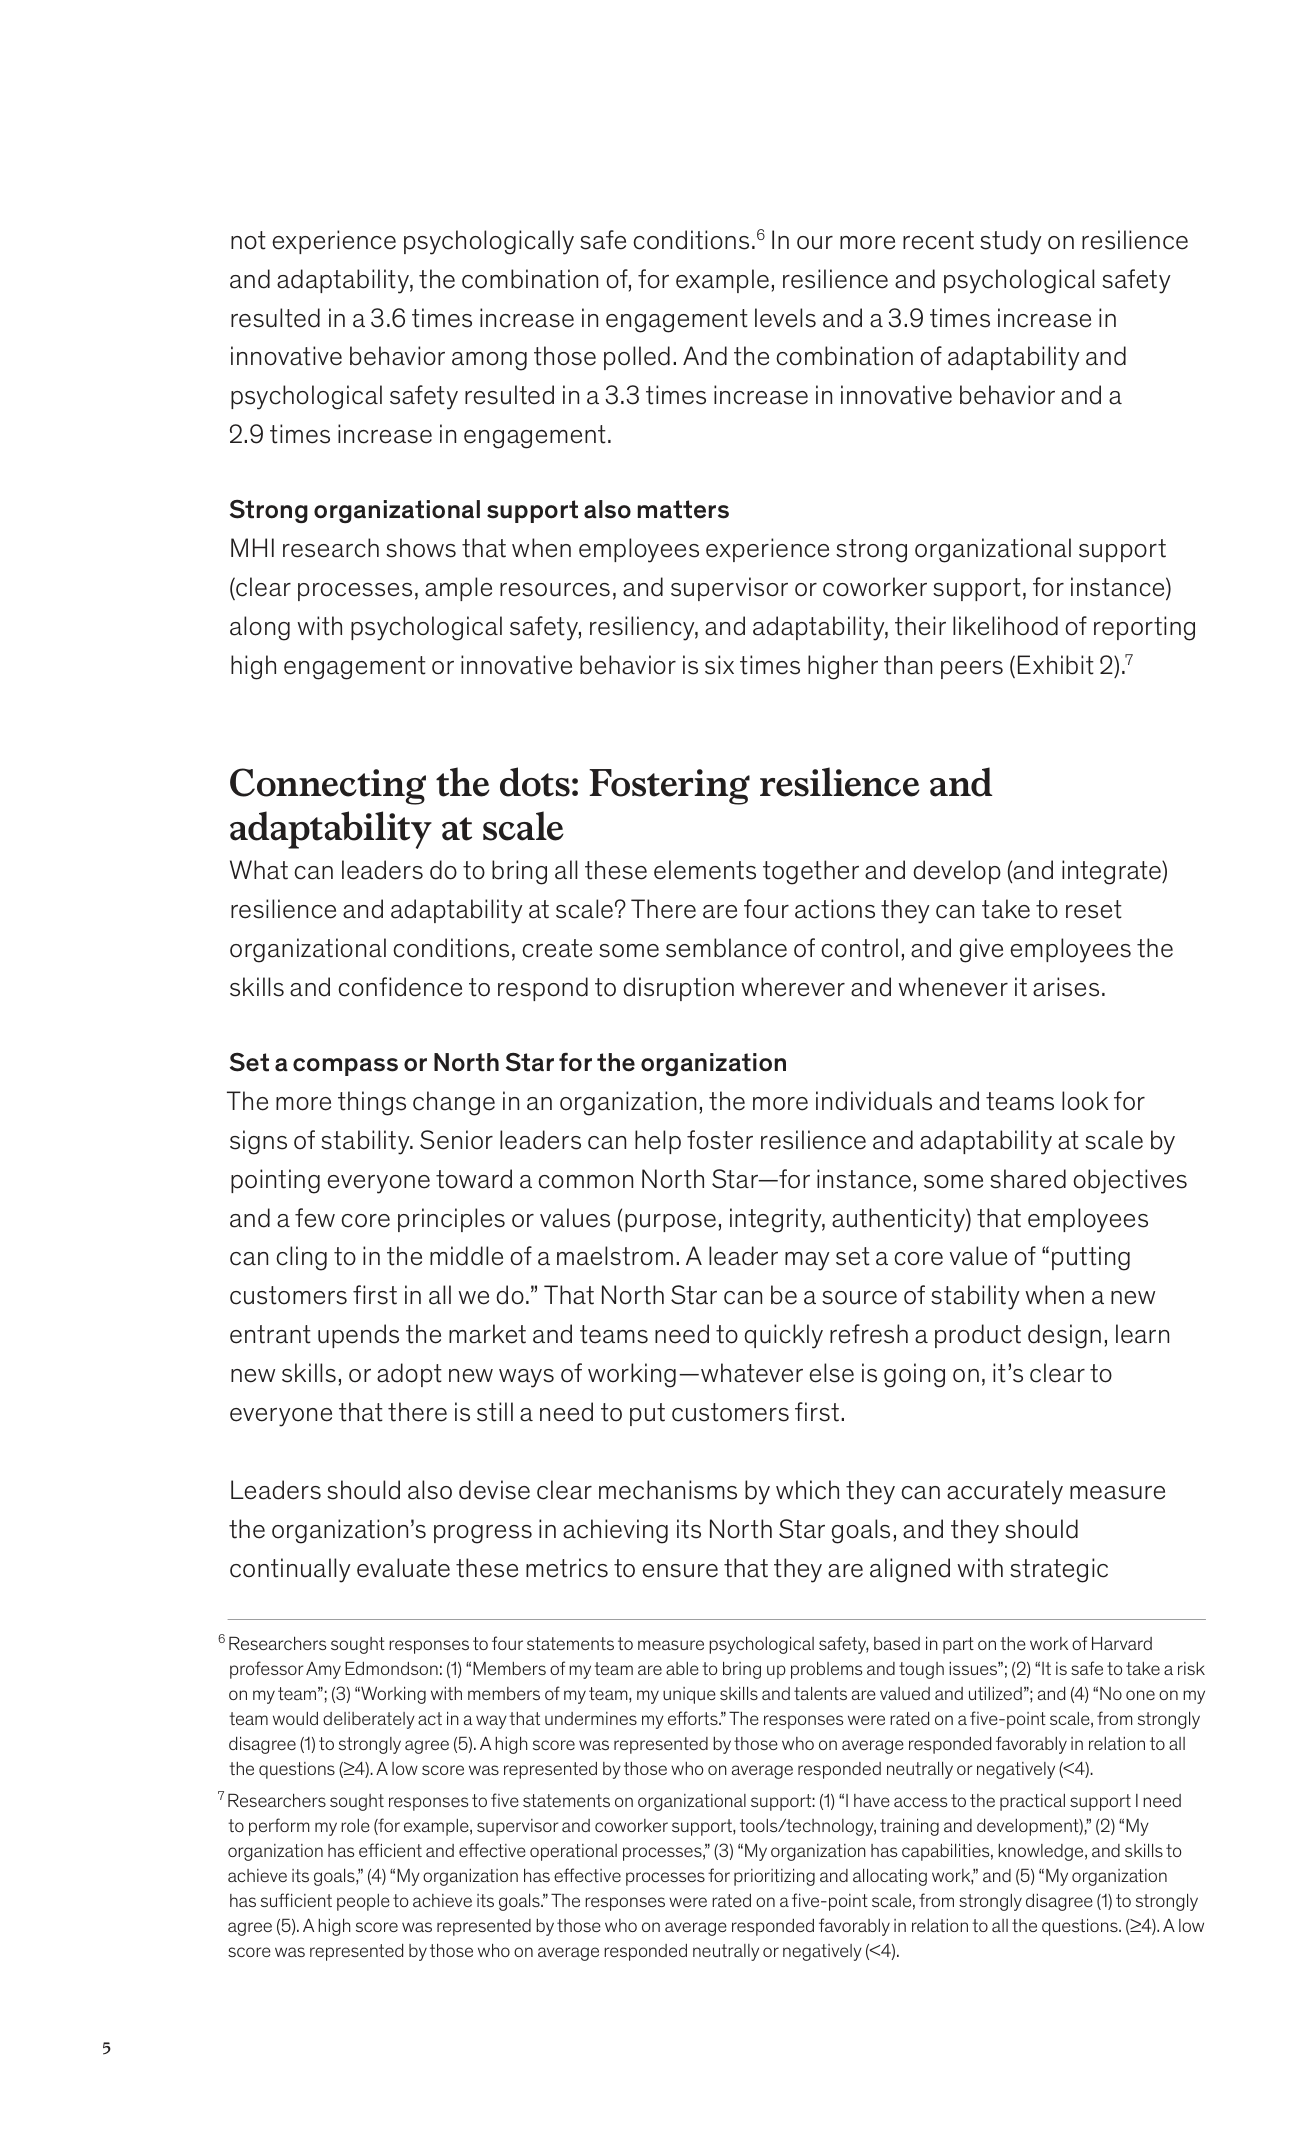 not experience psychologically safe conditions.⁶ In our more recent study on resilience
and adaptability, the combination of, for example, resilience and psychological safety
resulted in a 3.6 times increase in engagement levels and a 3.9 times increase in
innovative behavior among those polled. And the combination of adaptability and
psychological safety resulted in a 3.3 times increase in innovative behavior and a
2.9 times increase in engagement.
Strong organizational support also matters
MHI research shows that when employees experience strong organizational support
(clear processes, ample resources, and supervisor or coworker support, for instance)
along with psychological safety, resiliency, and adaptability, their likelihood of reporting
high engagement or innovative behavior is six times higher than peers (Exhibit 2).⁷
Connecting the dots: Fostering resilience and
adaptability at scale
What can leaders do to bring all these elements together and develop (and integrate)
resilience and adaptability at scale? There are four actions they can take to reset
organizational conditions, create some semblance of control, and give employees the
skills and confidence to respond to disruption wherever and whenever it arises.
Set a compass or North Star for the organization
The more things change in an organization, the more individuals and teams look for
signs of stability. Senior leaders can help foster resilience and adaptability at scale by
pointing everyone toward a common North Star—for instance, some shared objectives
and a few core principles or values (purpose, integrity, authenticity) that employees
can cling to in the middle of a maelstrom. A leader may set a core value of “putting
customers first in all we do.” That North Star can be a source of stability when a new
entrant upends the market and teams need to quickly refresh a product design, learn
new skills, or adopt new ways of working—whatever else is going on, it’s clear to
everyone that there is still a need to put customers first.
Leaders should also devise clear mechanisms by which they can accurately measure
the organization’s progress in achieving its North Star goals, and they should
continually evaluate these metrics to ensure that they are aligned with strategic
⁶ Researchers sought responses to four statements to measure psychological safety, based in part on the work of Harvard
professor Amy Edmondson: (1) “Members of my team are able to bring up problems and tough issues”; (2) “It is safe to take a risk
on my team”; (3) “Working with members of my team, my unique skills and talents are valued and utilized”; and (4) “No one on my
team would deliberately act in a way that undermines my efforts.” The responses were rated on a five-point scale, from strongly
disagree (1) to strongly agree (5). A high score was represented by those who on average responded favorably in relation to all
the questions (≥4). A low score was represented by those who on average responded neutrally or negatively (<4).
⁷ Researchers sought responses to five statements on organizational support: (1) “I have access to the practical support I need
to perform my role (for example, supervisor and coworker support, tools/technology, training and development),” (2) “My
organization has efficient and effective operational processes,” (3) “My organization has capabilities, knowledge, and skills to
achieve its goals,” (4) “My organization has effective processes for prioritizing and allocating work,” and (5) “My organization
has sufficient people to achieve its goals.” The responses were rated on a five-point scale, from strongly disagree (1) to strongly
agree (5). A high score was represented by those who on average responded favorably in relation to all the questions. (≥4). A low
score was represented by those who on average responded neutrally or negatively (<4).
5